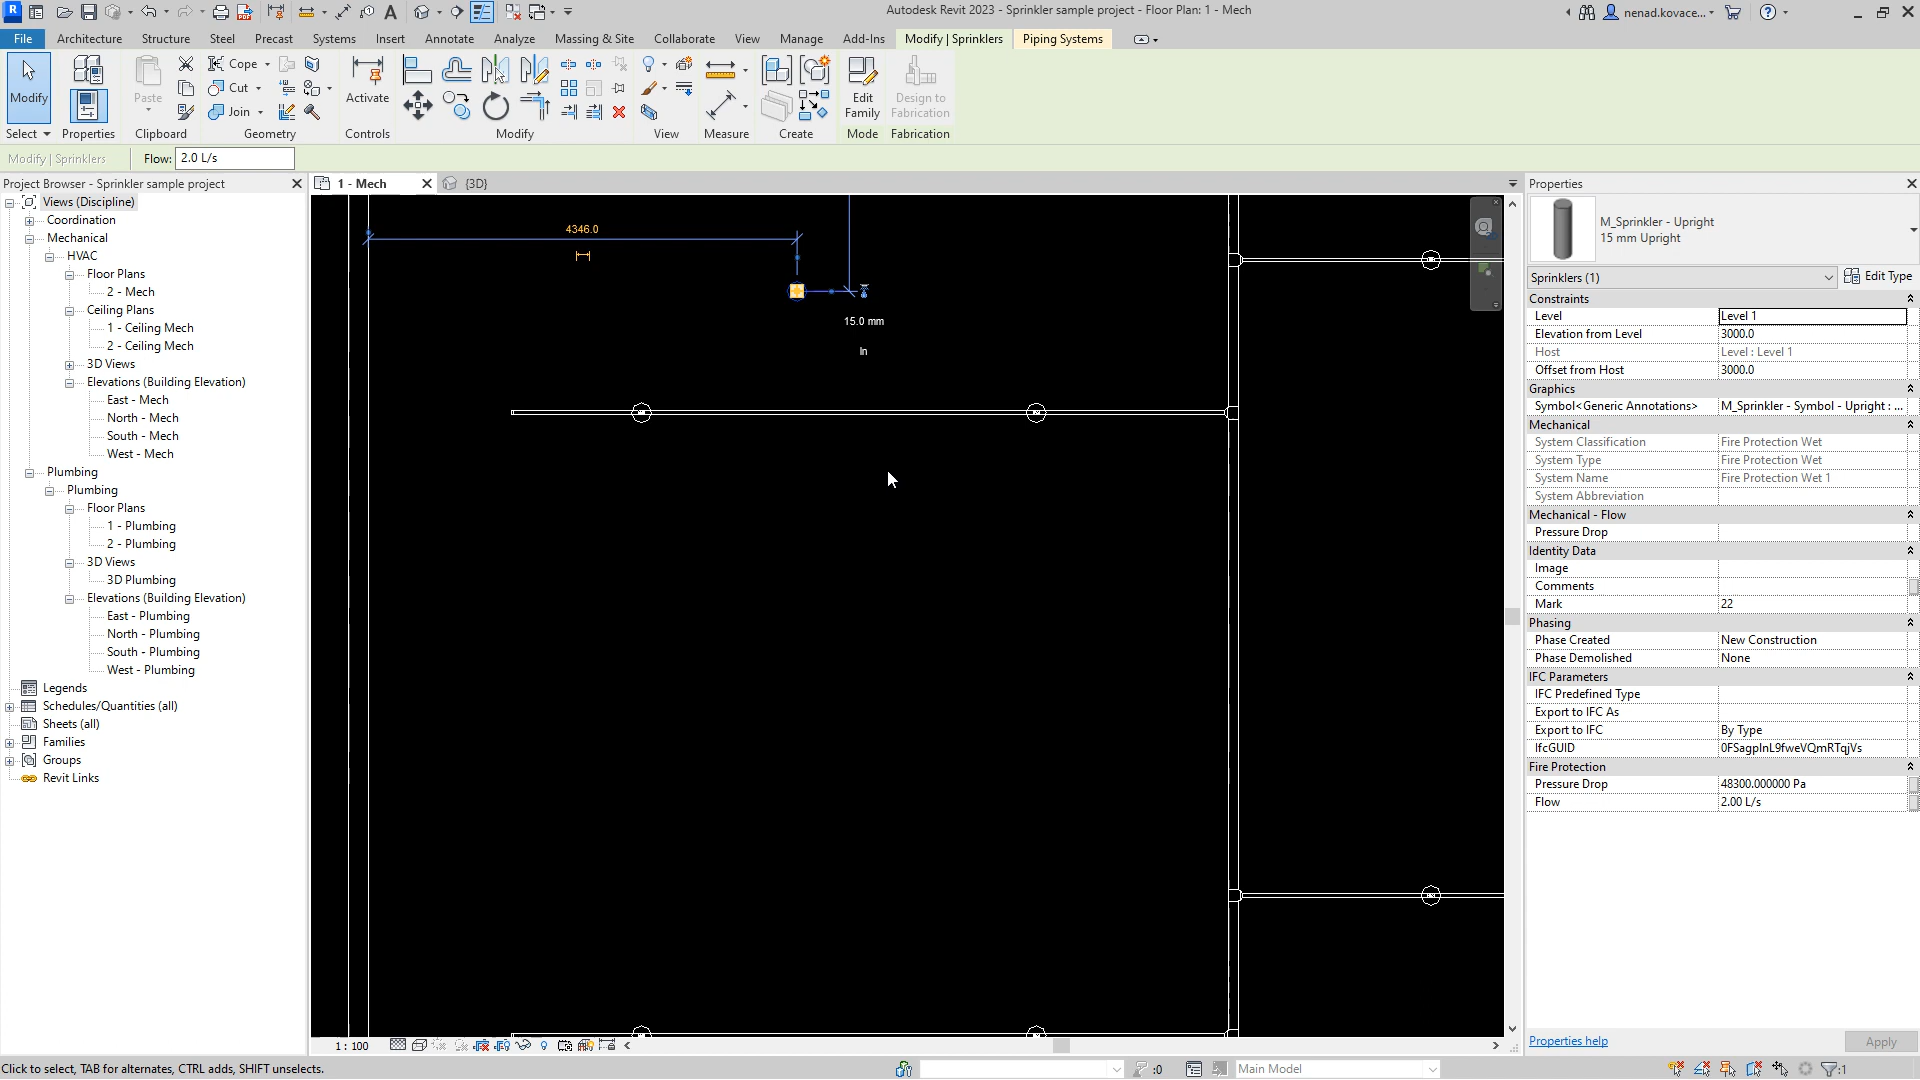 Autodesk Revit 2023 - Sprinkler sample project - Floor Plan: 1 - Mech
nenad.kovace...
File Architecture Structure Steel Precast Systems Insert Annotate Analyze Massing & Site Collaborate View Manage Add-Ins Modify | Sprinklers Piping Systems
Modify
Paste
Cope
Cut
Join
Activate
Edit Family
Design to Fabrication
Select Properties Clipboard Geometry Controls Modify View Measure Create Mode Fabrication
Modify | Sprinklers
Flow: 2.0 L/s
Project Browser - Sprinkler sample project
1 - Mech
{3D}
Views (Discipline)
Coordination
Mechanical
HVAC
Floor Plans
2 - Mech
Ceiling Plans
1 - Ceiling Mech
2 - Ceiling Mech
3D Views
Elevations (Building Elevation)
East - Mech
North - Mech
South - Mech
West - Mech
Plumbing
Plumbing
Floor Plans
1 - Plumbing
2 - Plumbing
3D Views
3D Plumbing
Elevations (Building Elevation)
East - Plumbing
North - Plumbing
South - Plumbing
West - Plumbing
Legends
Schedules/Quantities (all)
Sheets (all)
Families
Groups
Revit Links
4346.0
15.0 mm
In
1 : 100
Properties
M_Sprinkler - Upright
15 mm Upright
Sprinklers (1)
Edit Type
Constraints
Level Level 1
Elevation from Level 3000.0
Host Level : Level 1
Offset from Host 3000.0
Graphics
Symbol<Generic Annotations> M_Sprinkler - Symbol - Upright : ...
Mechanical
System Classification Fire Protection Wet
System Type Fire Protection Wet
System Name Fire Protection Wet 1
System Abbreviation
Mechanical - Flow
Pressure Drop
Identity Data
Image
Comments
Mark 22
Phasing
Phase Created New Construction
Phase Demolished None
IFC Parameters
IFC Predefined Type
Export to IFC As
Export to IFC By Type
IfcGUID
Fire Protection
Pressure Drop 48300.000000 Pa
Flow 2.00 L/s
Properties help
Apply
Click to select, TAB for alternates, CTRL adds, SHIFT unselects.
:0
Main Model
:1